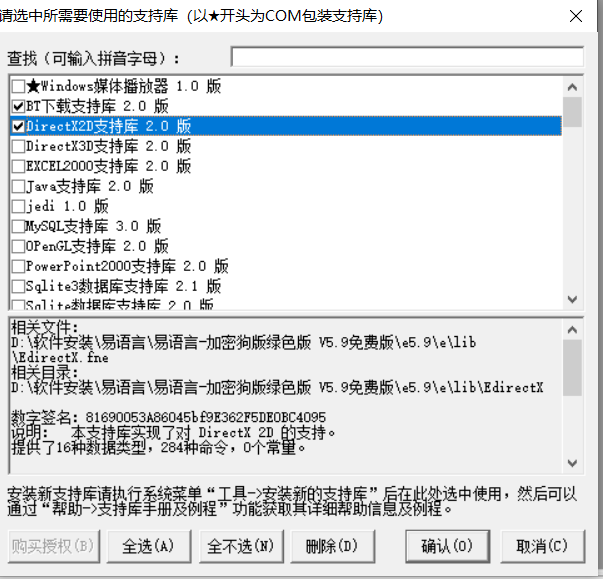 请选中所需要使用的支持库（以★开头为COM包装支持库）
查找（可输入拼音字母）：
★Windows媒体播放器 1.0 版
BT下载支持库 2.0 版
DirectX2D支持库 2.0 版
DirectX3D支持库 2.0 版
EXCEL2000支持库 2.0 版
Java支持库 2.0 版
jedi 1.0 版
MySQL支持库 3.0 版
OPenGL支持库 2.0 版
PowerPoint2000支持库 2.0 版
Sqlite3数据库支持库 2.1 版
Sqlite数据库支持库 2.0 版
相关文件：
D:\软件安装\易语言\易语言-加密狗版绿色版 V5.9免费版\e5.9\e\lib
\EdirectX.fne
相关目录：
D:\软件安装\易语言\易语言-加密狗版绿色版 V5.9免费版\e5.9\e\lib\EdirectX
数字签名：81690053A86045bf9E362F5DE0BC4095
说明： 本支持库实现了对 DirectX 2D 的支持。
提供了16种数据类型，284种命令，0个常量。
安装新支持库请执行系统菜单“工具->安装新的支持库”后在此处选中使用，然后可以
通过“帮助->支持库手册及例程”功能获取其详细帮助信息及例程。
购买授权(B) 全选(A) 全不选(N) 删除(D) 确认(O) 取消(C)